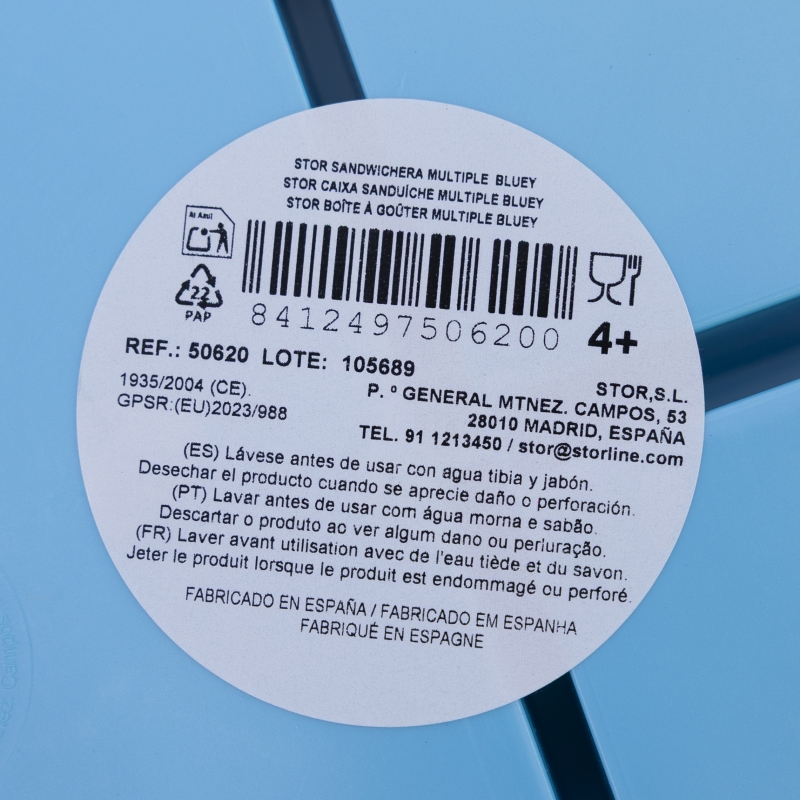 STOR SANDWICHERA MULTIPLE BLUEY
STOR CAIXA SANDUÍCHE MULTIPLE BLUEY
STOR BOÎTE À GOÛTER MULTIPLE BLUEY
Al Azul
22
PAP
8412497506200
4+
REF.: 50620 LOTE: 105689
1935/2004 (CE).
GPSR:(EU)2023/988
STOR,S.L.
P. º GENERAL MTNEZ. CAMPOS, 53
28010 MADRID, ESPAÑA
TEL. 91 1213450 / stor@storline.com
(ES) Lávese antes de usar con agua tibia y jabón.
Desechar el producto cuando se aprecie daño o perforación.
(PT) Lavar antes de usar com água morna e sabão.
Descartar o produto ao ver algum dano ou perfuração.
(FR) Laver avant utilisation avec de l'eau tiède et du savon.
Jeter le produit lorsque le produit est endommagé ou perforé.
FABRICADO EN ESPAÑA / FABRICADO EM ESPANHA
FABRIQUÉ EN ESPAGNE